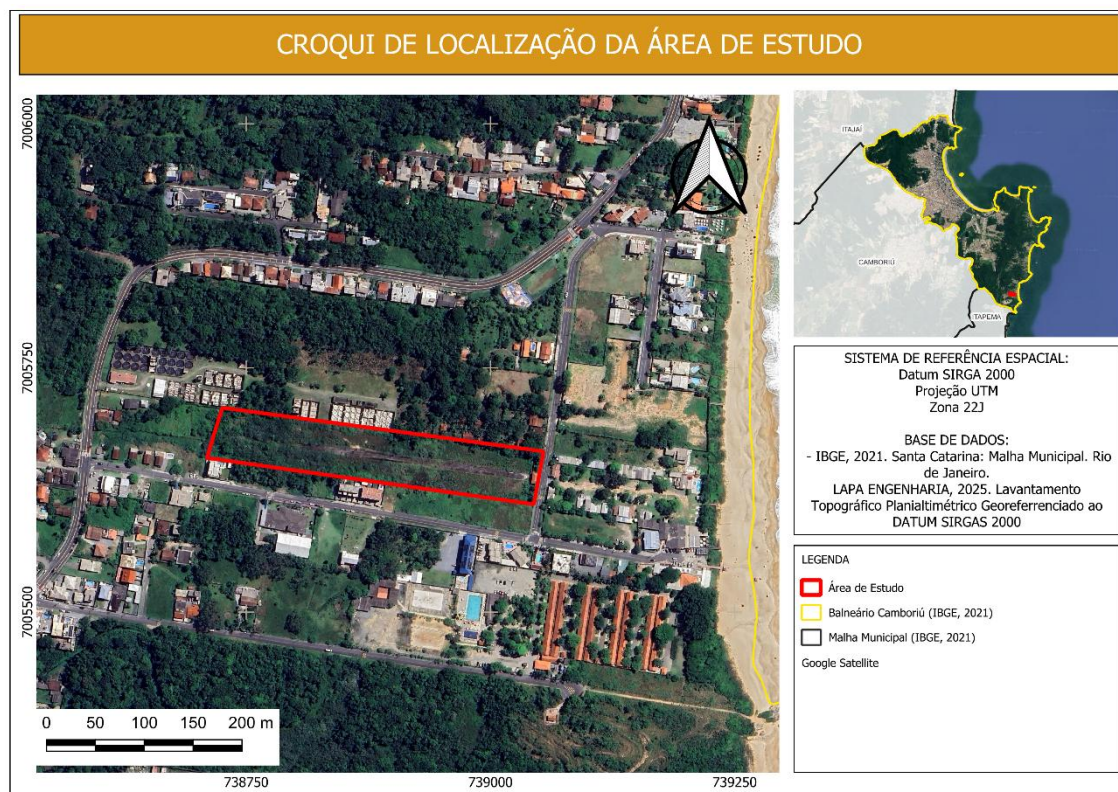 CROQUI DE LOCALIZAÇÃO DA ÁREA DE ESTUDO
7006000
7005750
7005500
0 50 100 150 200 m
738750
739000
739250
ITAJAÍ
CAMBORIÚ
ITAPEMA
SISTEMA DE REFERÊNCIA ESPACIAL:
Datum SIRGA 2000
Projeção UTM
Zona 22J
BASE DE DADOS:
- IBGE, 2021. Santa Catarina: Malha Municipal. Rio
de Janeiro.
LAPA ENGENHARIA, 2025. Lavantamento
Topográfico Planialtimétrico Georeferrenciado ao
DATUM SIRGAS 2000
LEGENDA
Área de Estudo
Balneário Camboriú (IBGE, 2021)
Malha Municipal (IBGE, 2021)
Google Satellite